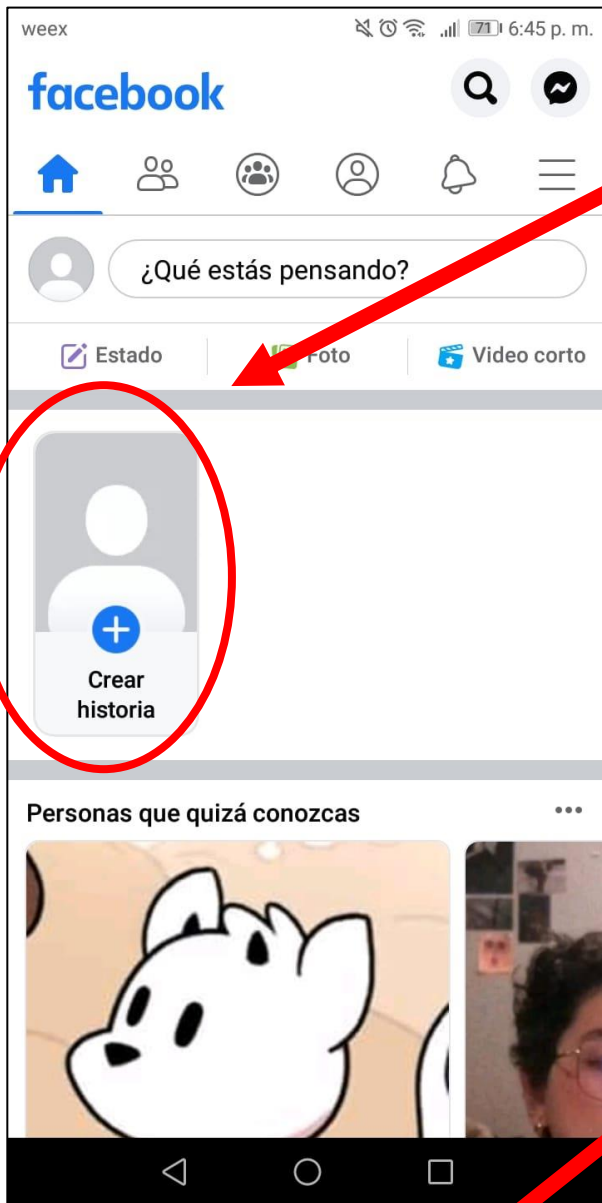 weex 71 6:45 p. m.
facebook
¿Qué estás pensando?
Estado Foto Video corto
Crear
historia
Personas que quizá conozcas